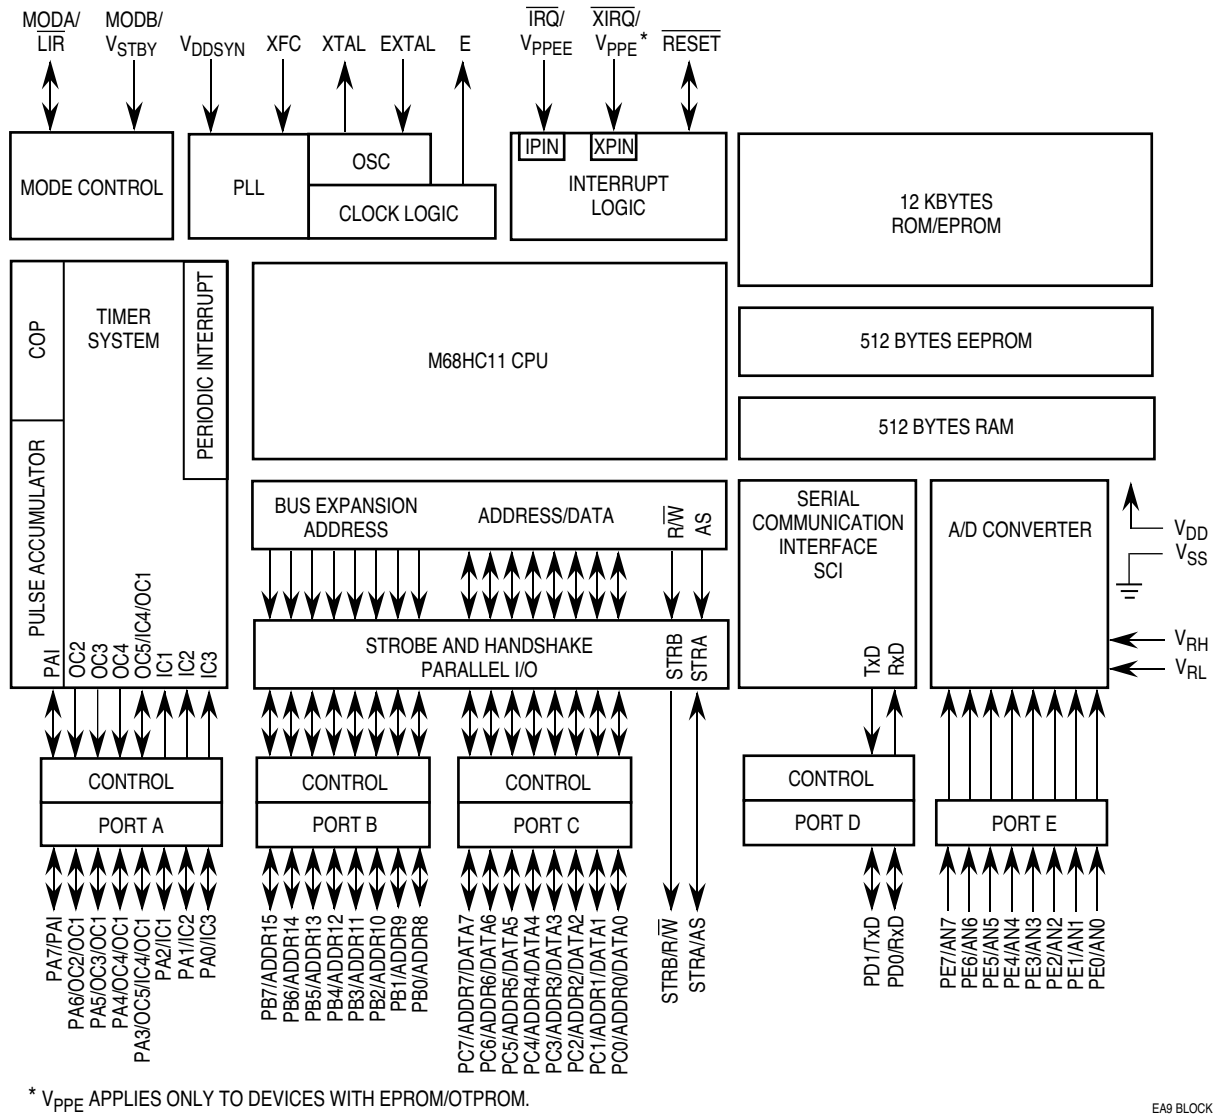 MODA/
LIR
MODB/
VSTBY
VDDSYN
XFC
XTAL
EXTAL
E
IRQ/
VPPEE
XIRQ/
VPPE*
RESET
MODE CONTROL
PLL
OSC
CLOCK LOGIC
IPIN
XPIN
INTERRUPT
LOGIC
12 KBYTES
ROM/EPROM
COP
TIMER
SYSTEM
PERIODIC INTERRUPT
M68HC11 CPU
512 BYTES EEPROM
512 BYTES RAM
PULSE ACCUMULATOR
PAI
OC2
OC3
OC4
OC5/IC4/OC1
IC1
IC2
IC3
BUS EXPANSION
ADDRESS
ADDRESS/DATA
R/W
AS
STROBE AND HANDSHAKE
PARALLEL I/O
STRB
STRA
SERIAL
COMMUNICATION
INTERFACE
SCI
TxD
RxD
A/D CONVERTER
VDD
VSS
VRH
VRL
CONTROL
PORT A
CONTROL
PORT B
CONTROL
PORT C
CONTROL
PORT D
PORT E
PA7/PAI
PA6/OC2/OC1
PA5/OC3/OC1
PA4/OC4/OC1
PA3/OC5/IC4/OC1
PA2/IC1
PA1/IC2
PA0/IC3
PB7/ADDR15
PB6/ADDR14
PB5/ADDR13
PB4/ADDR12
PB3/ADDR11
PB2/ADDR10
PB1/ADDR9
PB0/ADDR8
PC7/ADDR7/DATA7
PC6/ADDR6/DATA6
PC5/ADDR5/DATA5
PC4/ADDR4/DATA4
PC3/ADDR3/DATA3
PC2/ADDR2/DATA2
PC1/ADDR1/DATA1
PC0/ADDR0/DATA0
STRB/R/W
STRA/AS
PD1/TxD
PD0/RxD
PE7/AN7
PE6/AN6
PE5/AN5
PE4/AN4
PE3/AN3
PE2/AN2
PE1/AN1
PE0/AN0
* VPPE APPLIES ONLY TO DEVICES WITH EPROM/OTPROM.
EA9 BLOCK